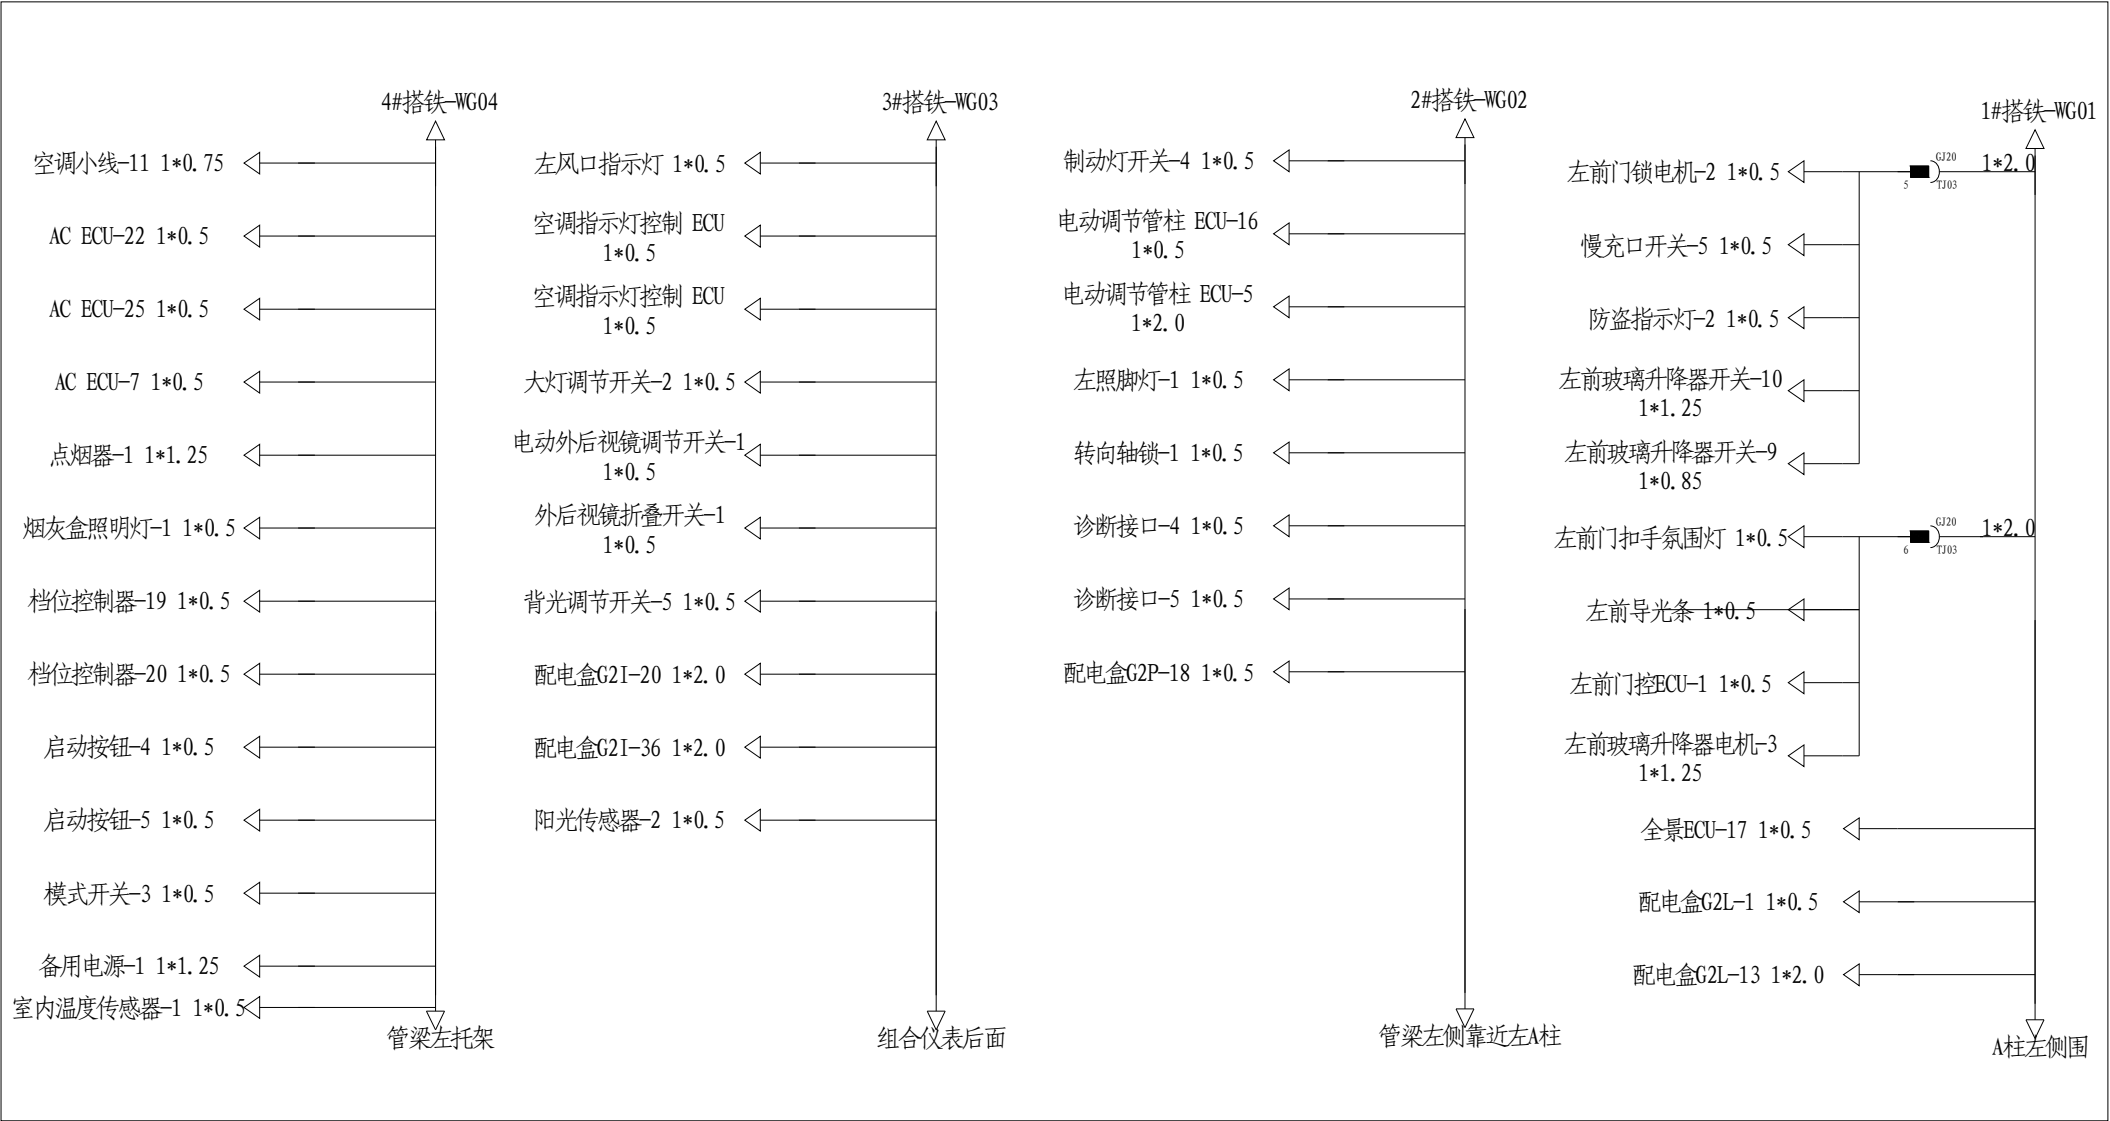 4#搭铁-WG04
空调小线-11 1*0.75
AC ECU-22 1*0.5
AC ECU-25 1*0.5
AC ECU-7 1*0.5
点烟器-1 1*1.25
烟灰盒照明灯-1 1*0.5
档位控制器-19 1*0.5
档位控制器-20 1*0.5
启动按钮-4 1*0.5
启动按钮-5 1*0.5
模式开关-3 1*0.5
备用电源-1 1*1.25
室内温度传感器-1 1*0.5
管梁左托架
3#搭铁-WG03
左风口指示灯 1*0.5
空调指示灯控制 ECU
1*0.5
空调指示灯控制 ECU
1*0.5
大灯调节开关-2 1*0.5
电动外后视镜调节开关-1
1*0.5
外后视镜折叠开关-1
1*0.5
背光调节开关-5 1*0.5
配电盒G2I-20 1*2.0
配电盒G2I-36 1*2.0
阳光传感器-2 1*0.5
组合仪表后面
2#搭铁-WG02
制动灯开关-4 1*0.5
电动调节管柱 ECU-16
1*0.5
电动调节管柱 ECU-5
1*2.0
左照脚灯-1 1*0.5
转向轴锁-1 1*0.5
诊断接口-4 1*0.5
诊断接口-5 1*0.5
配电盒G2P-18 1*0.5
管梁左侧靠近左A柱
1#搭铁-WG01
左前门锁电机-2 1*0.5
5
GJ20
TJ03
1*2.0
慢充口开关-5 1*0.5
防盗指示灯-2 1*0.5
左前玻璃升降器开关-10
1*1.25
左前玻璃升降器开关-9
1*0.85
左前门扣手氛围灯 1*0.5
6
GJ20
TJ03
1*2.0
左前导光条 1*0.5
左前门控ECU-1 1*0.5
左前玻璃升降器电机-3
1*1.25
全景ECU-17 1*0.5
配电盒G2L-1 1*0.5
配电盒G2L-13 1*2.0
A柱左侧围